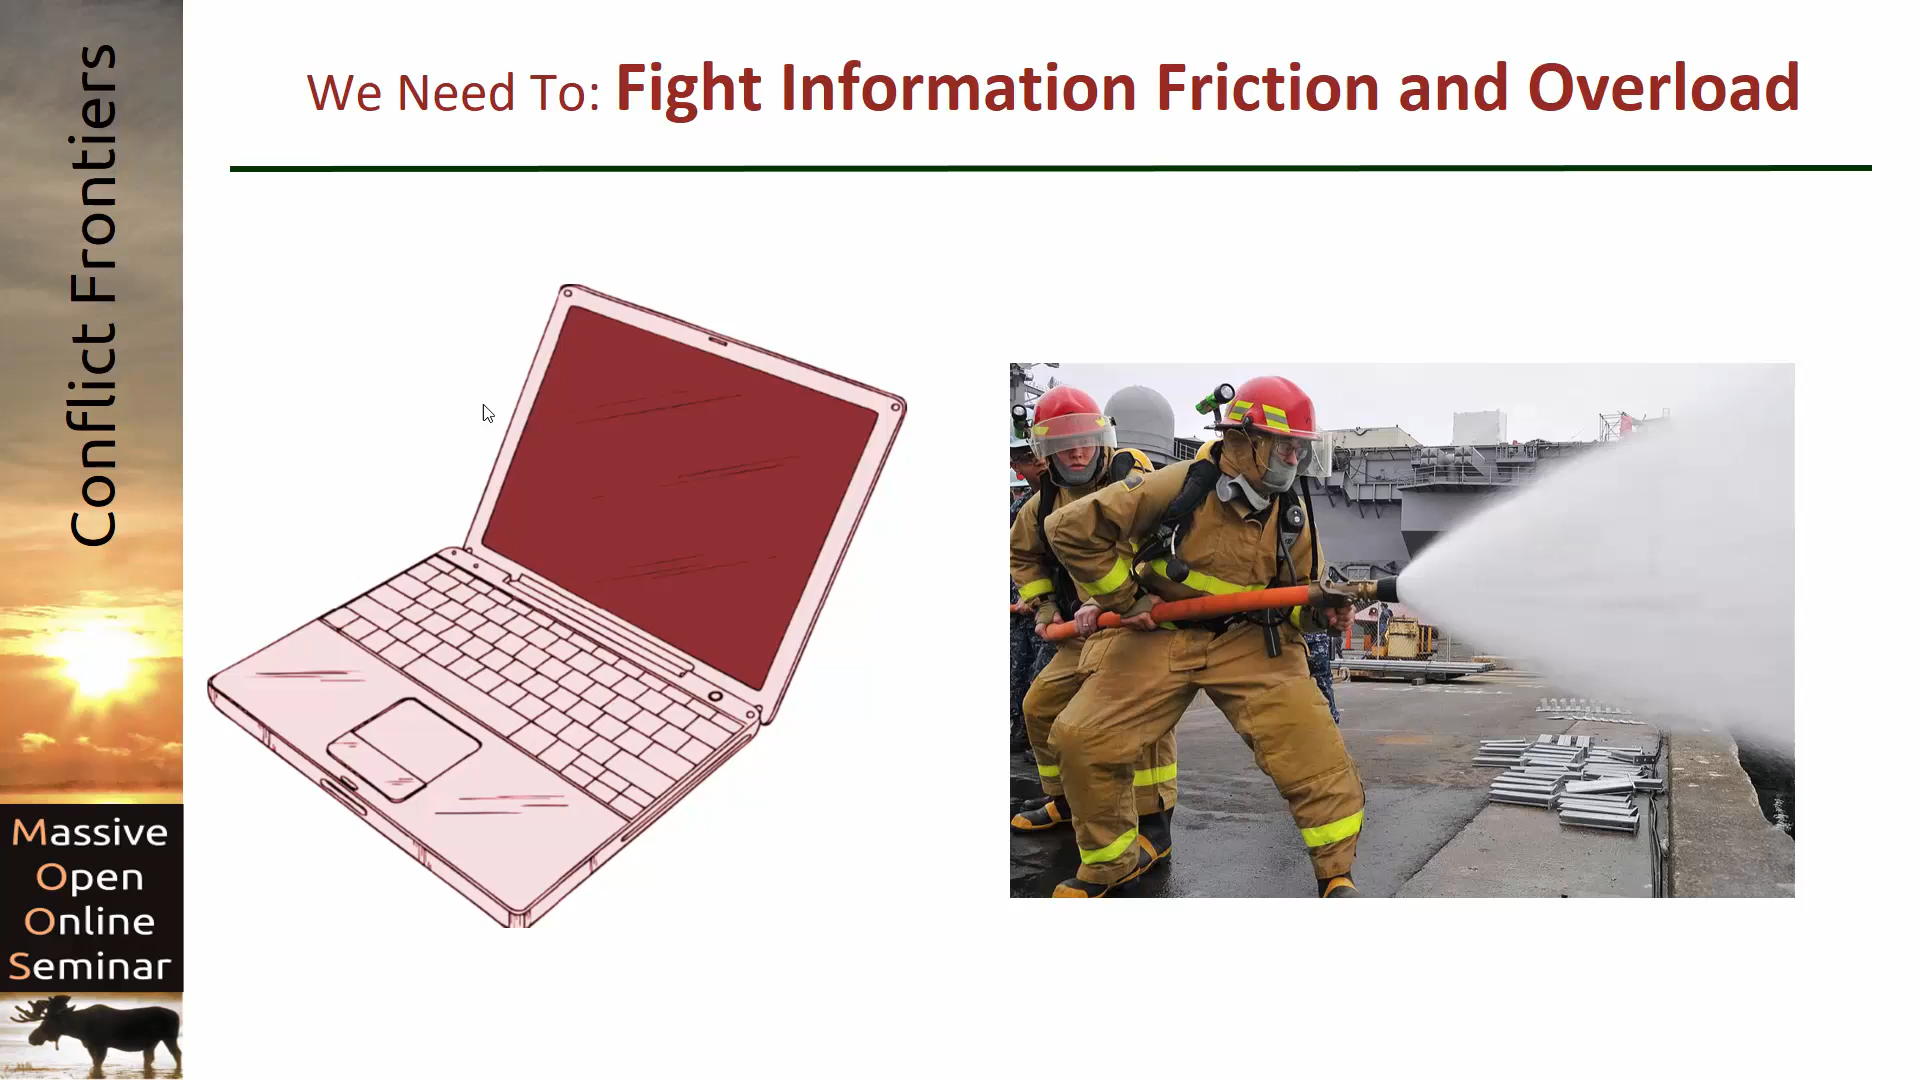 We Need To: Fight Information Friction and Overload
Conflict Frontiers
Massive
Open
Online
Seminar